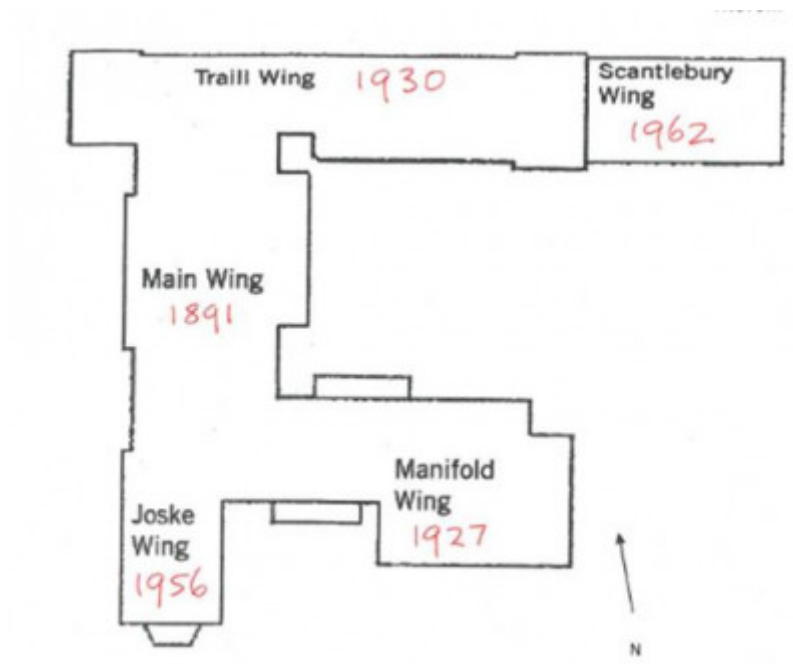 Traill Wing 1930
Scantlebury
Wing
1962
Main Wing
1891
Manifold
Wing
1927
Joske
Wing
1956
N